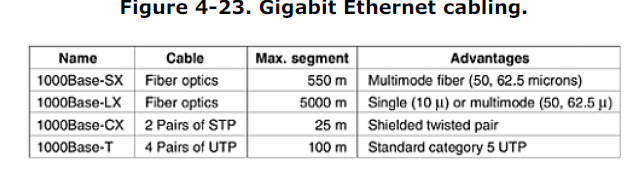 Figure 4-23. Gigabit Ethernet cabling.
Name Cable Max. segment Advantages
1000Base-SX Fiber optics 550 m Multimode fiber (50, 62.5 microns)
1000Base-LX Fiber optics 5000 m Single (10 μ) or multimode (50, 62.5 μ)
1000Base-CX 2 Pairs of STP 25 m Shielded twisted pair
1000Base-T 4 Pairs of UTP 100 m Standard category 5 UTP